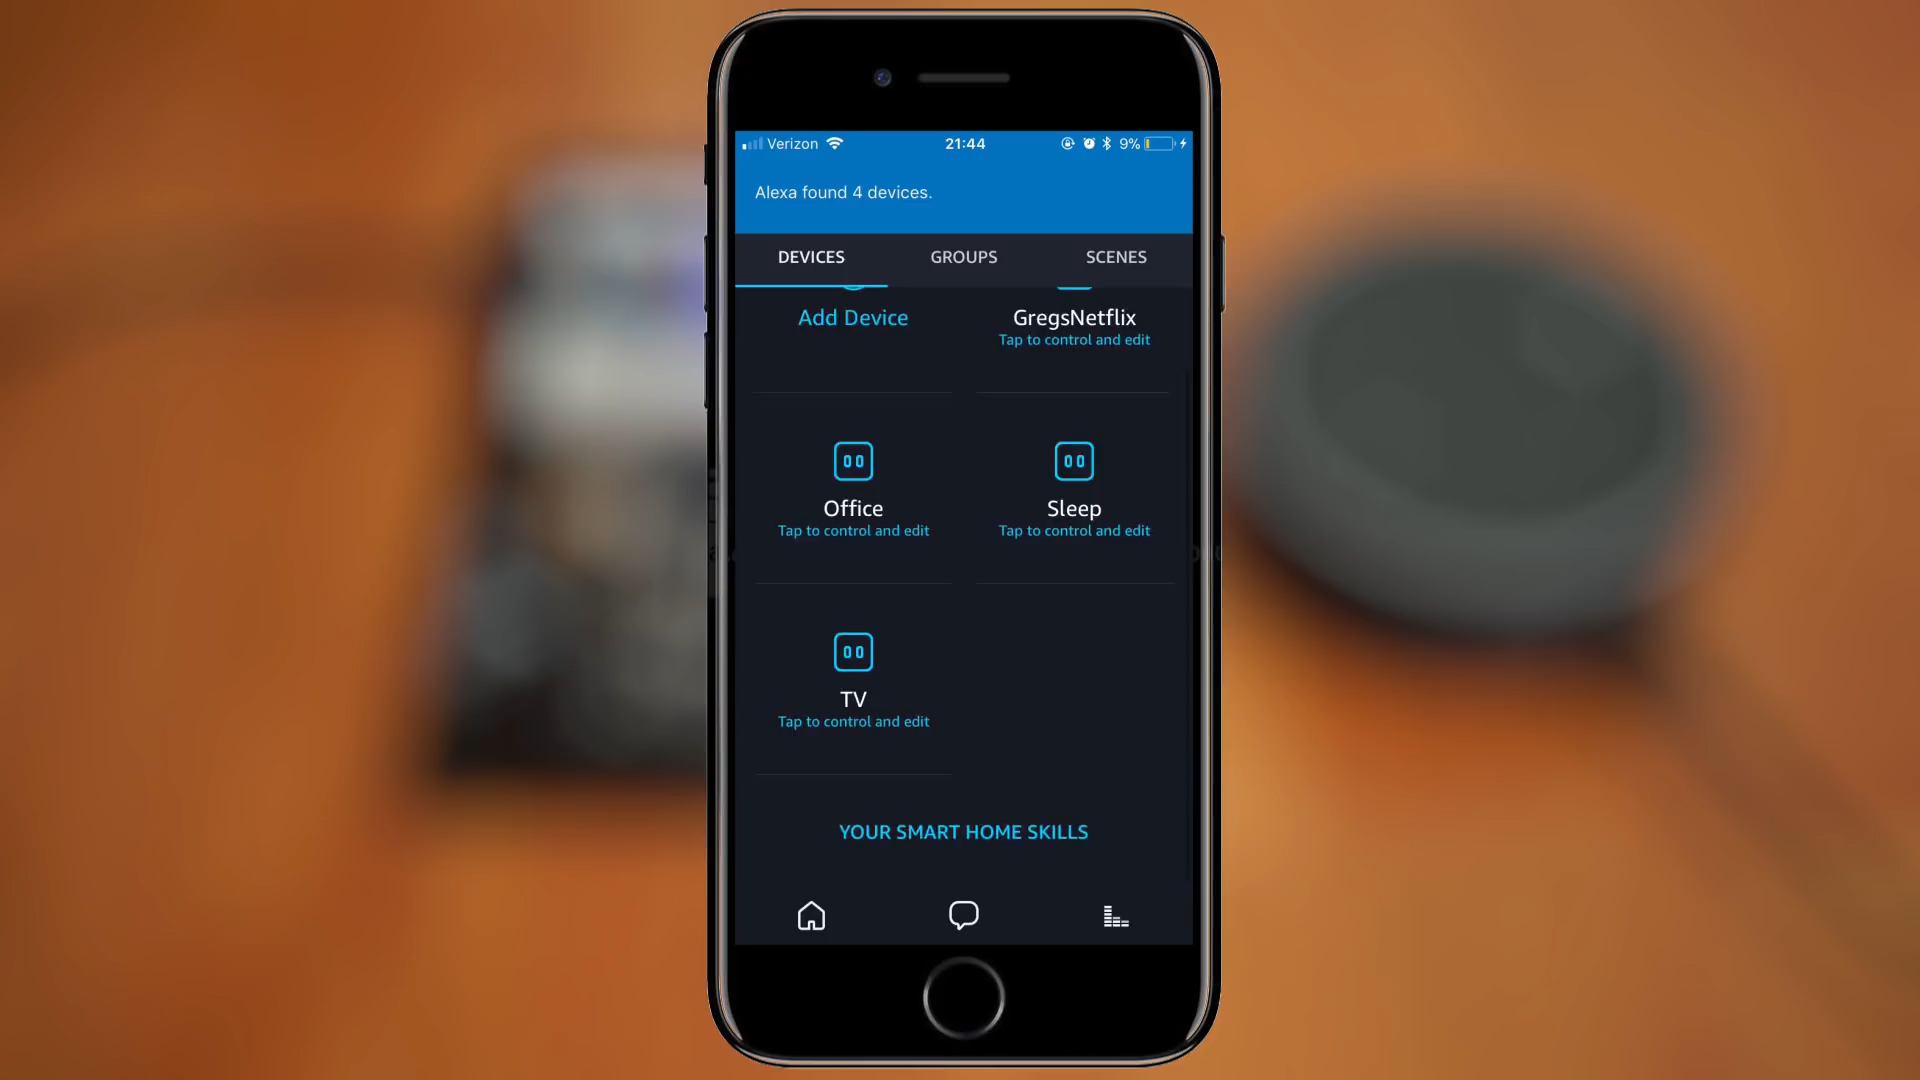 Verizon 21:44 9%
Alexa found 4 devices.
DEVICES GROUPS SCENES
Add Device GregsNetflix
Tap to control and edit
Office Sleep
Tap to control and edit Tap to control and edit
TV
Tap to control and edit
YOUR SMART HOME SKILLS